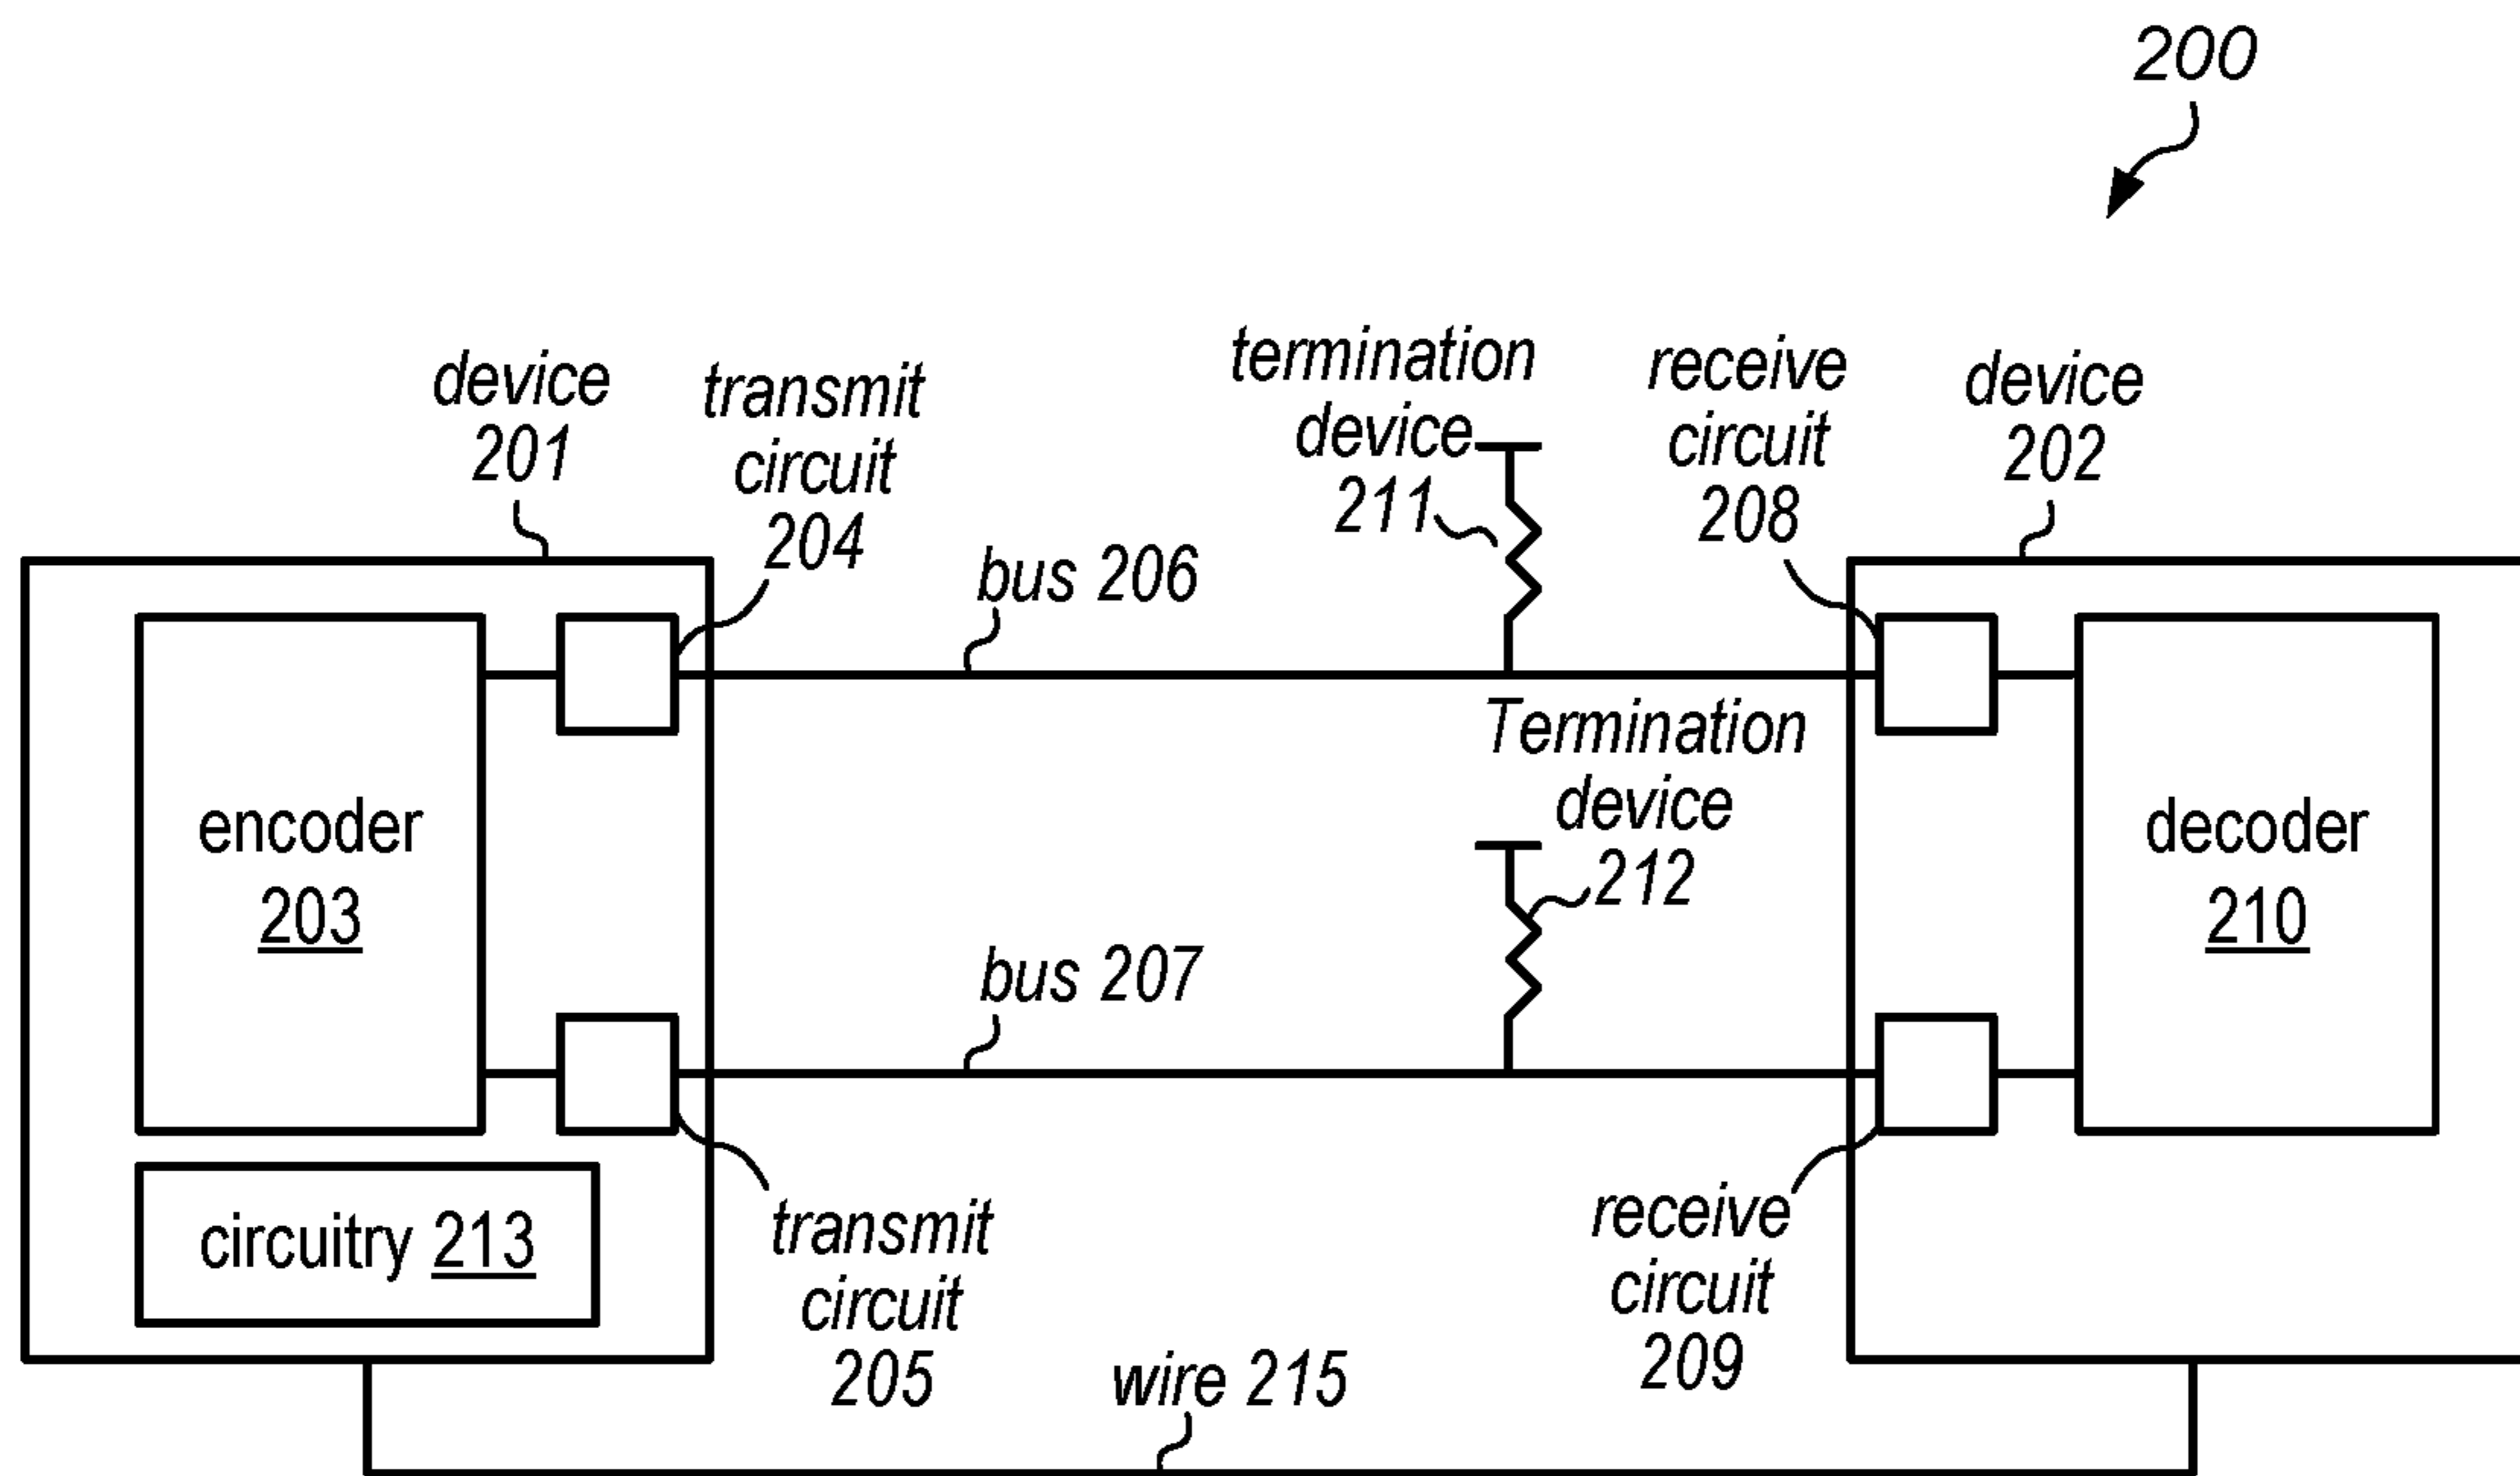 200
device
201
transmit
circuit
204
bus 206
termination
device
211
receive
circuit
208
device
202
encoder
203
Termination
device
212
decoder
210
bus 207
circuitry 213
transmit
circuit
205
receive
circuit
209
wire 215